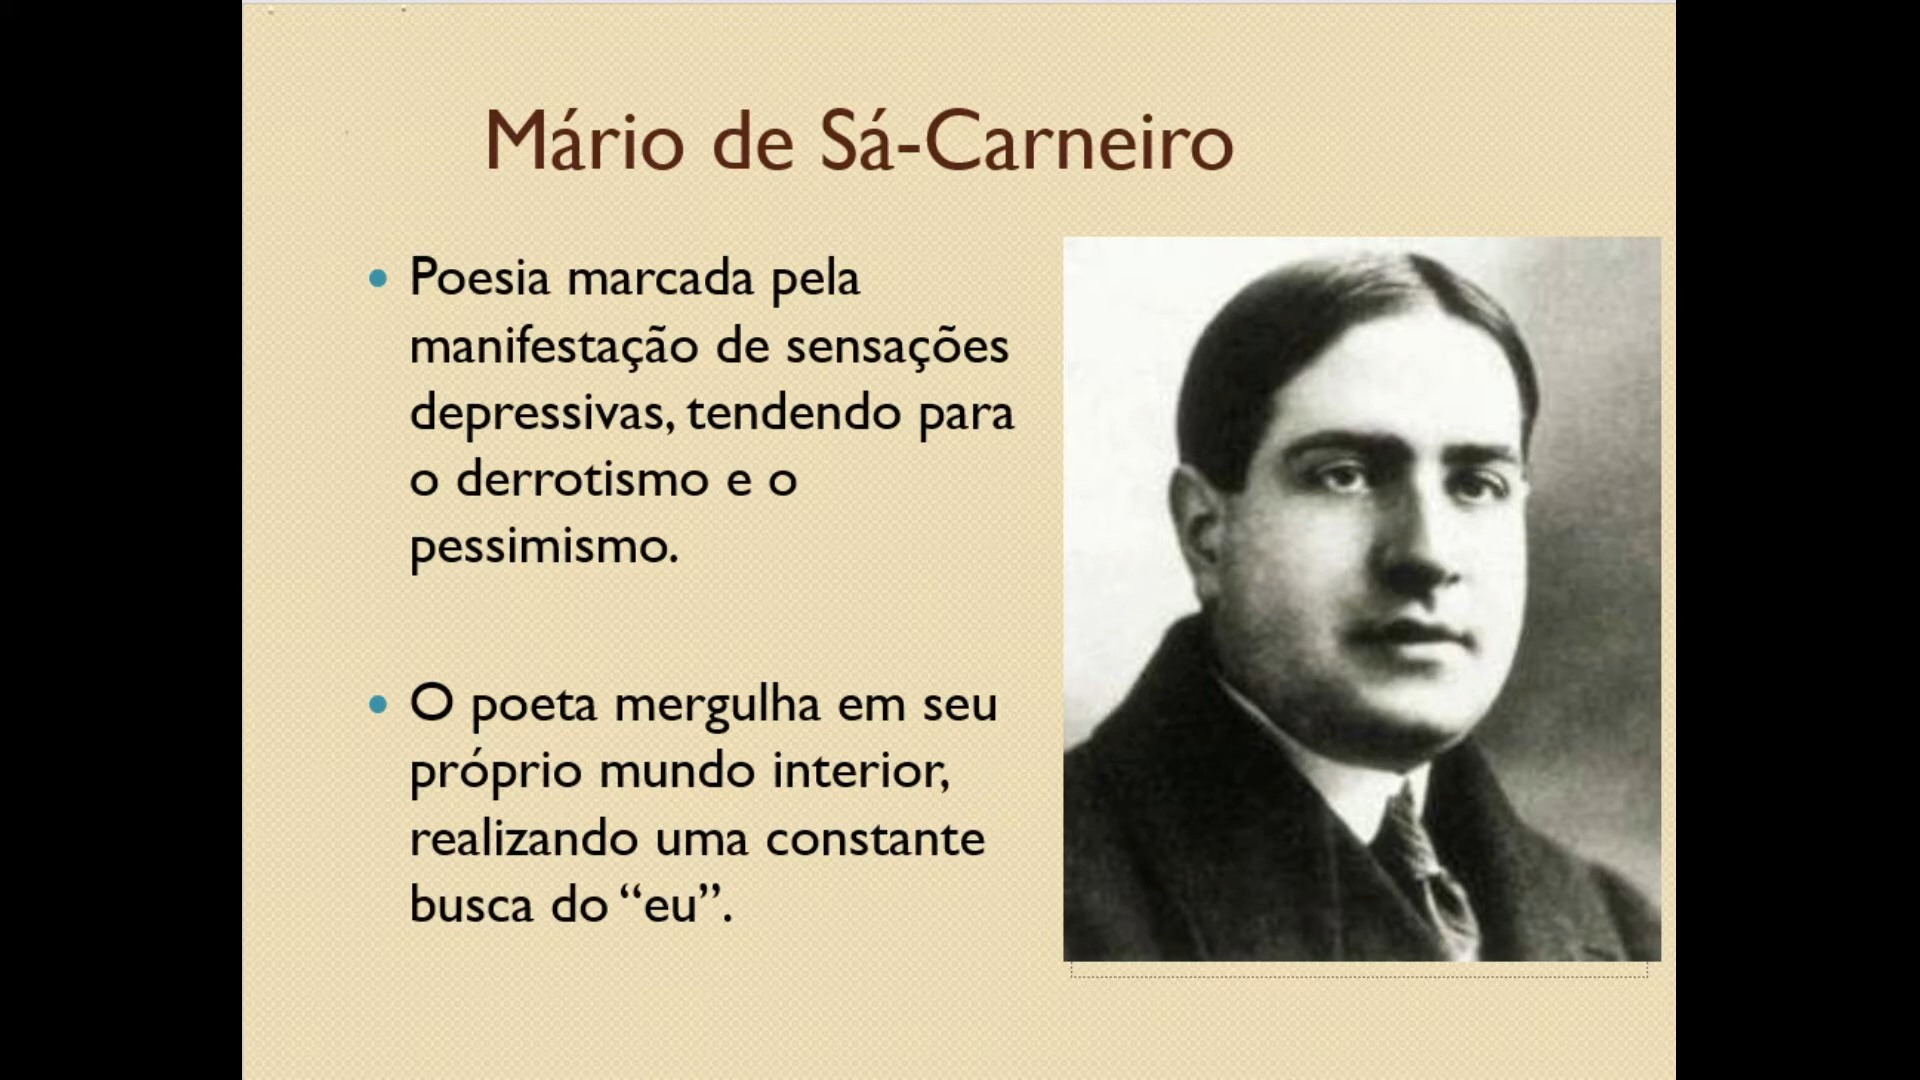 Mário de Sá-Carneiro
Poesia marcada pela
manifestação de sensações
depressivas, tendendo para
o derrotismo e o
pessimismo.
O poeta mergulha em seu
próprio mundo interior,
realizando uma constante
busca do “eu”.